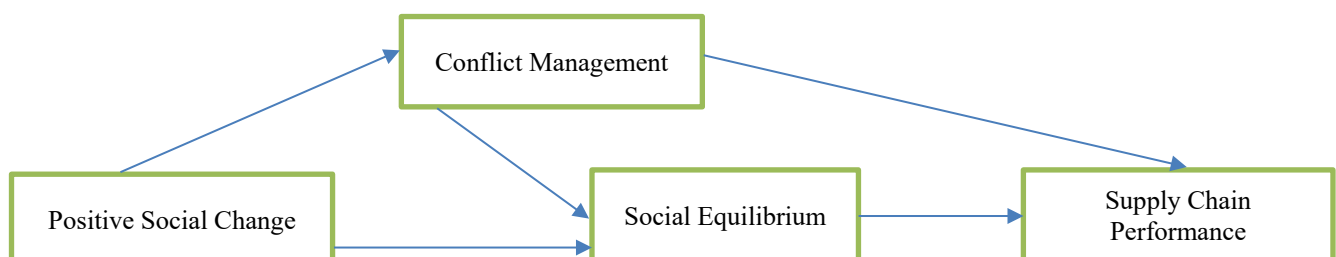 Conflict Management
Positive Social Change
Social Equilibrium
Supply Chain
Performance